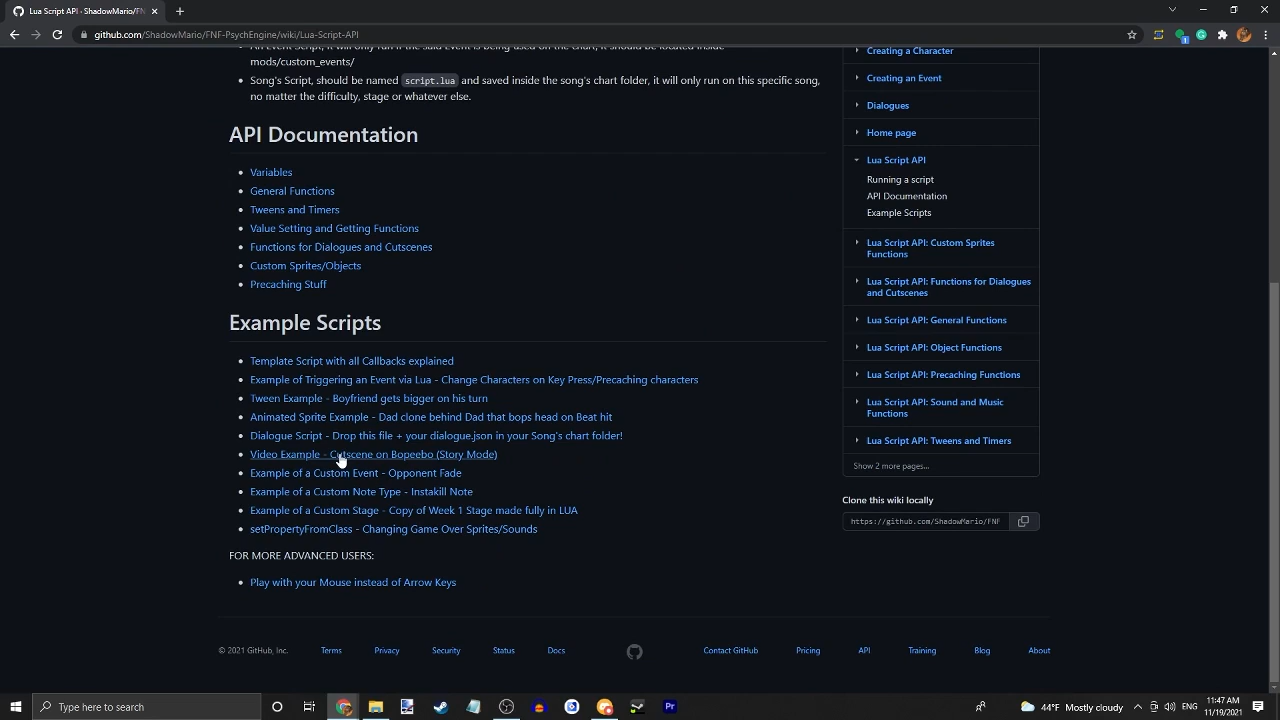 Lua Script API · ShadowMario/FN
github.com/ShadowMario/FNF-PsychEngine/wiki/Lua-Script-API
mods/custom_events/
Song's Script, should be named script.lua and saved inside the song's chart folder, it will only run on this specific song,
no matter the difficulty, stage or whatever else.
API Documentation
Variables
General Functions
Tweens and Timers
Value Setting and Getting Functions
Functions for Dialogues and Cutscenes
Custom Sprites/Objects
Precaching Stuff
Example Scripts
Template Script with all Callbacks explained
Example of Triggering an Event via Lua - Change Characters on Key Press/Precaching characters
Tween Example - Boyfriend gets bigger on his turn
Animated Sprite Example - Dad clone behind Dad that bops head on Beat hit
Dialogue Script - Drop this file + your dialogue.json in your Song's chart folder!
Video Example - Cutscene on Bopeebo (Story Mode)
Example of a Custom Event - Opponent Fade
Example of a Custom Note Type - Instakill Note
Example of a Custom Stage - Copy of Week 1 Stage made fully in LUA
setPropertyFromClass - Changing Game Over Sprites/Sounds
FOR MORE ADVANCED USERS:
Play with your Mouse instead of Arrow Keys
Creating a Character
Creating an Event
Dialogues
Home page
Lua Script API
Running a script
API Documentation
Example Scripts
Lua Script API: Custom Sprites
Functions
Lua Script API: Functions for Dialogues
and Cutscenes
Lua Script API: General Functions
Lua Script API: Object Functions
Lua Script API: Precaching Functions
Lua Script API: Sound and Music
Functions
Lua Script API: Tweens and Timers
Show 2 more pages...
Clone this wiki locally
https://github.com/ShadowMario/FNF
© 2021 GitHub, Inc. Terms Privacy Security Status Docs Contact GitHub Pricing API Training Blog About
Type here to search
44°F Mostly cloudy
ENG
11:47 AM
11/19/2021